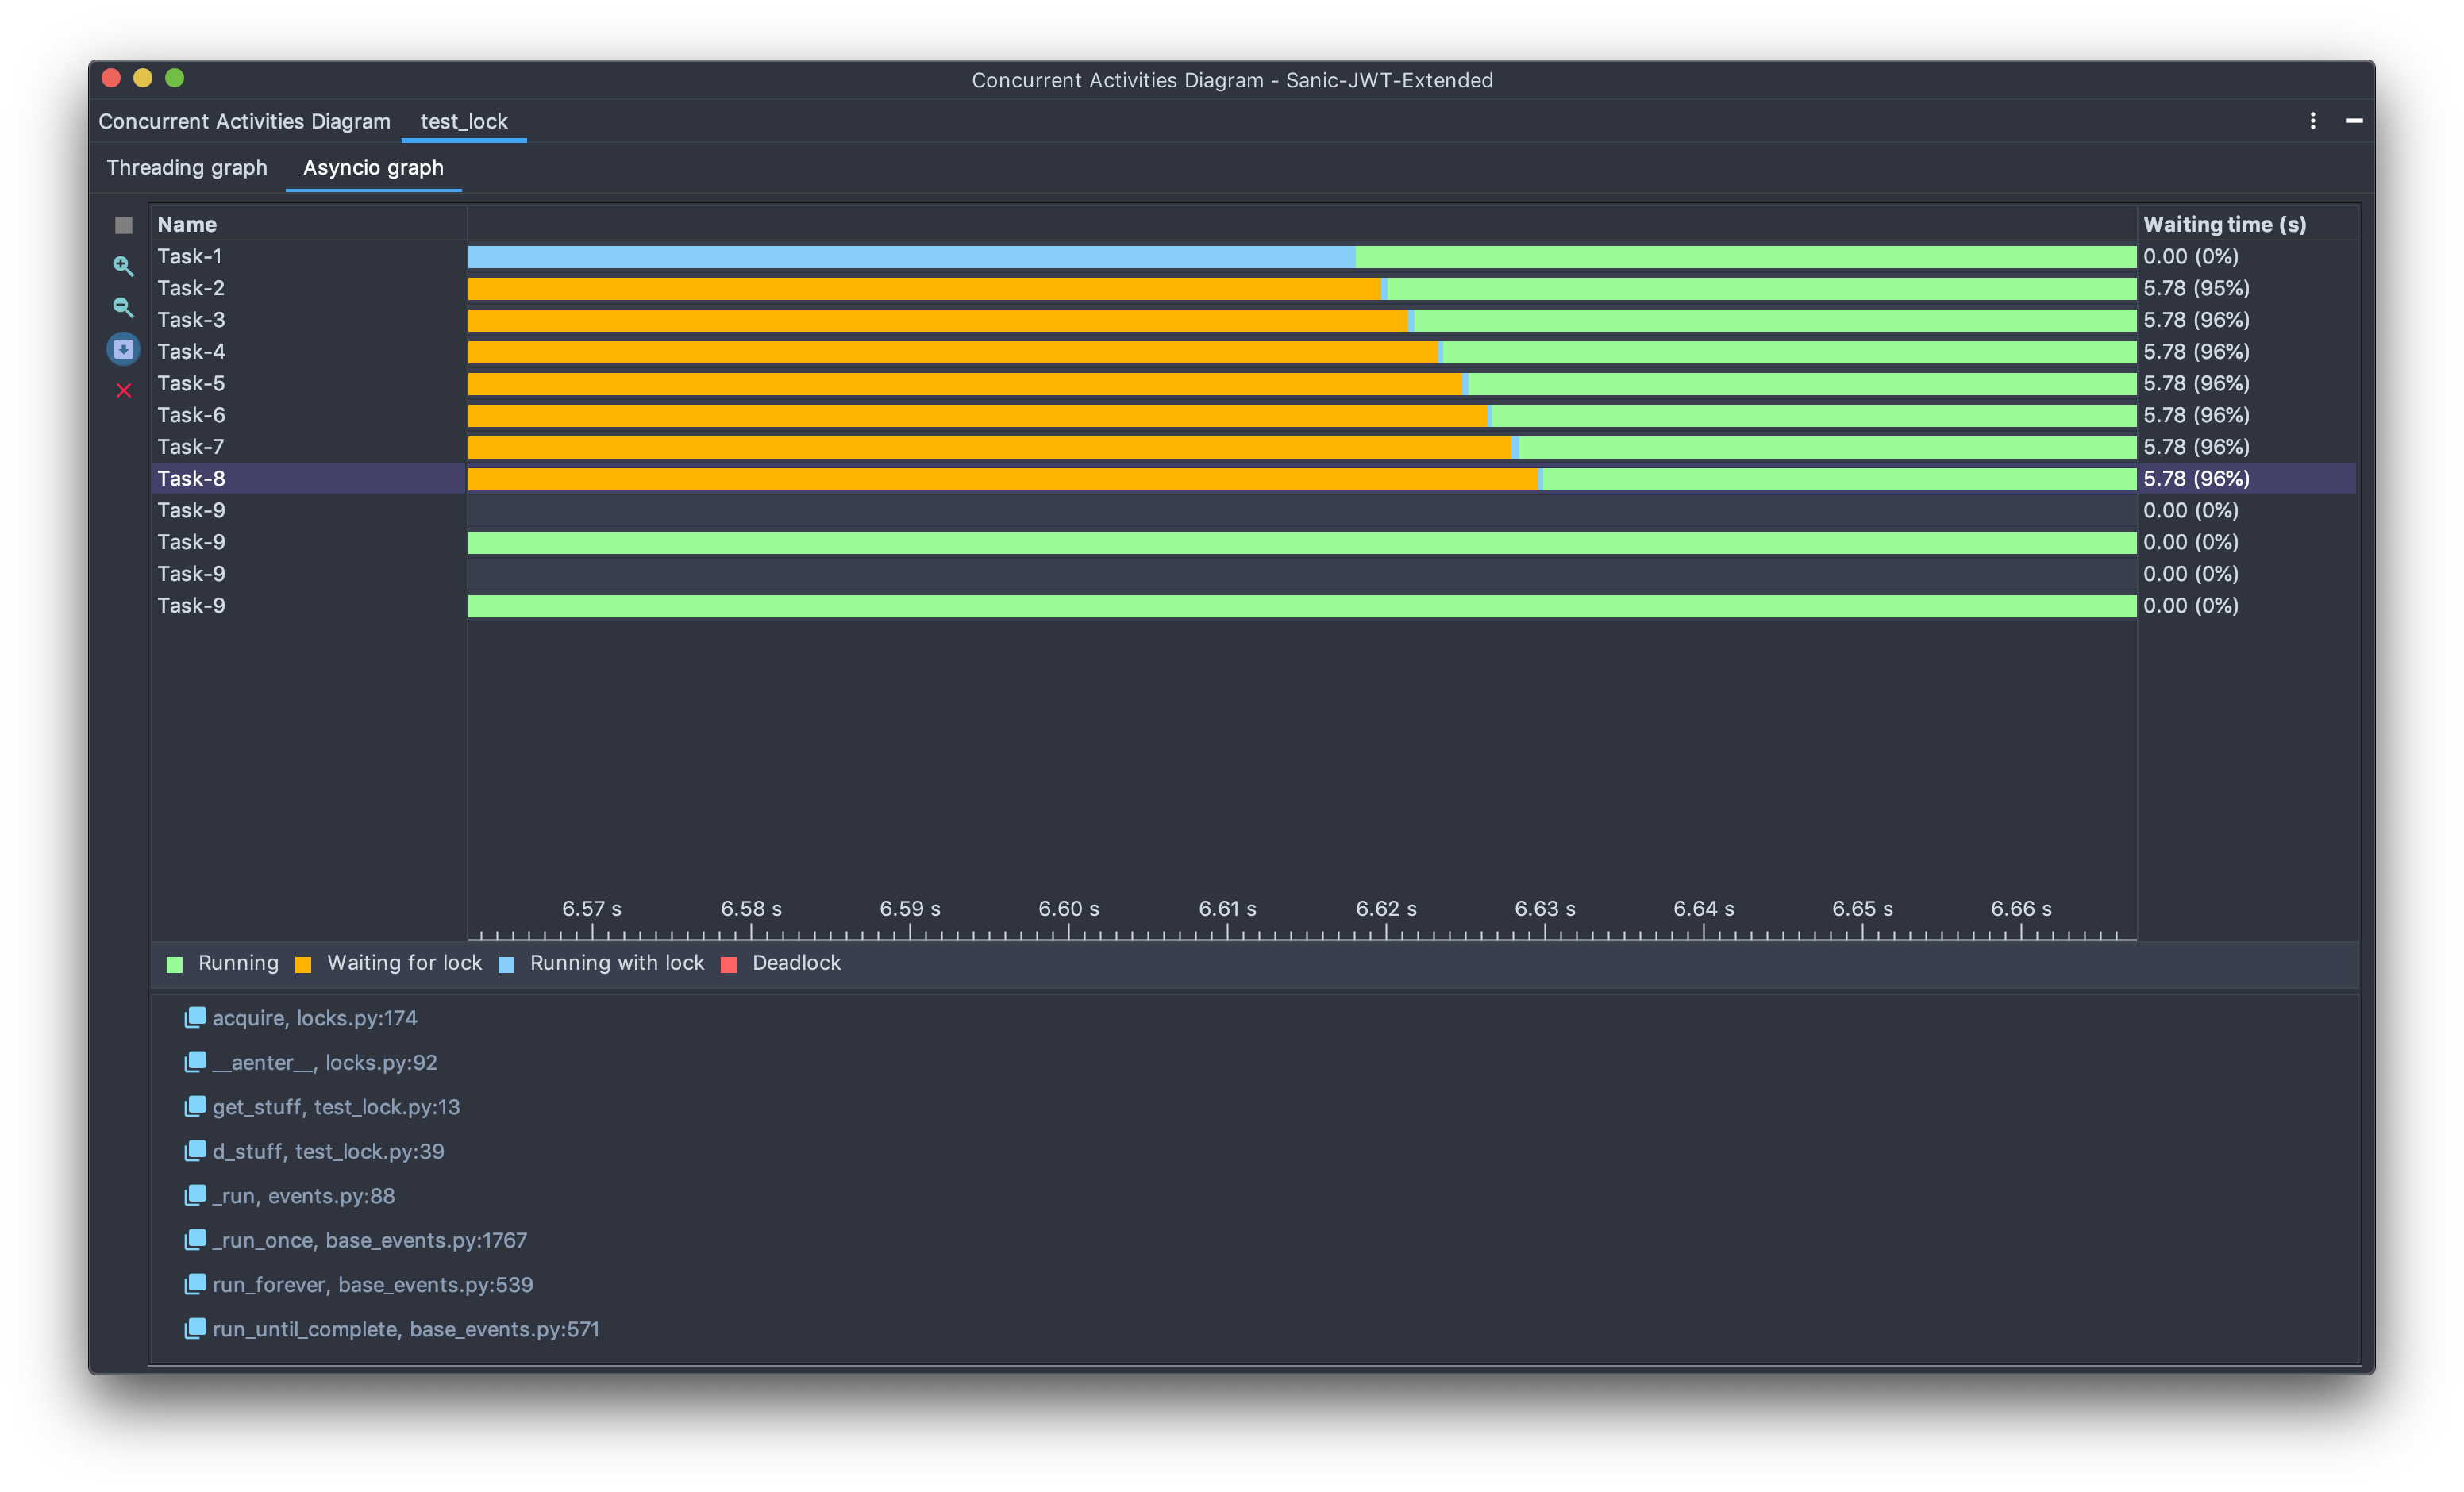 Concurrent Activities Diagram - Sanic-JWT-Extended
Concurrent Activities Diagram test_lock
Threading graph Asyncio graph
Name Waiting time (s)
Task-1 0.00 (0%)
Task-2 5.78 (95%)
Task-3 5.78 (96%)
Task-4 5.78 (96%)
Task-5 5.78 (96%)
Task-6 5.78 (96%)
Task-7 5.78 (96%)
Task-8 5.78 (96%)
Task-9 0.00 (0%)
Task-9 0.00 (0%)
Task-9 0.00 (0%)
Task-9 0.00 (0%)
6.57 s 6.58 s 6.59 s 6.60 s 6.61 s 6.62 s 6.63 s 6.64 s 6.65 s 6.66 s
Running Waiting for lock Running with lock Deadlock
acquire, locks.py:174
__aenter__, locks.py:92
get_stuff, test_lock.py:13
d_stuff, test_lock.py:39
_run, events.py:88
_run_once, base_events.py:1767
run_forever, base_events.py:539
run_until_complete, base_events.py:571